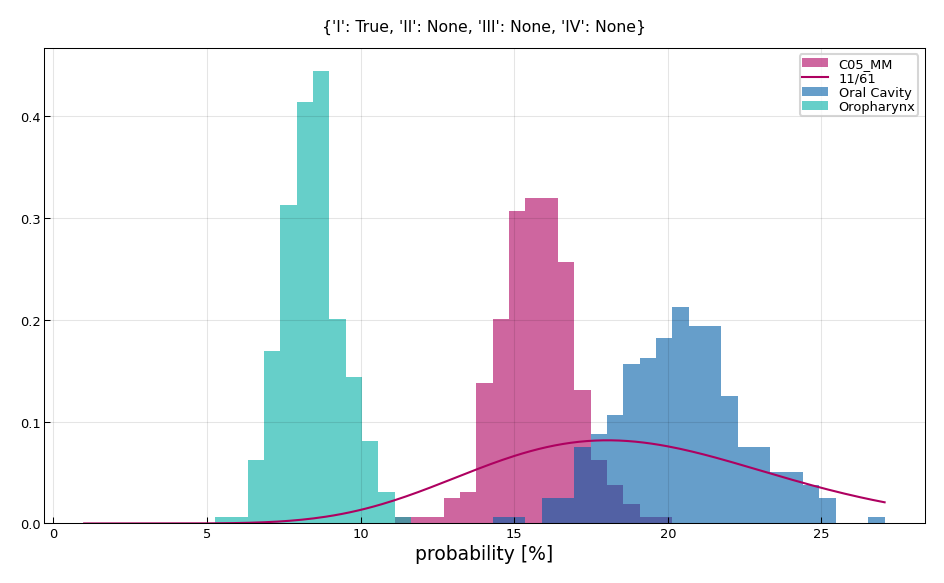 {'I': True, 'II': None, 'III': None, 'IV': None}
C05_MM
11/61
Oral Cavity
Oropharynx
0.4
0.3
0.2
0.1
0.0
0 5 10 15 20 25
probability [%]